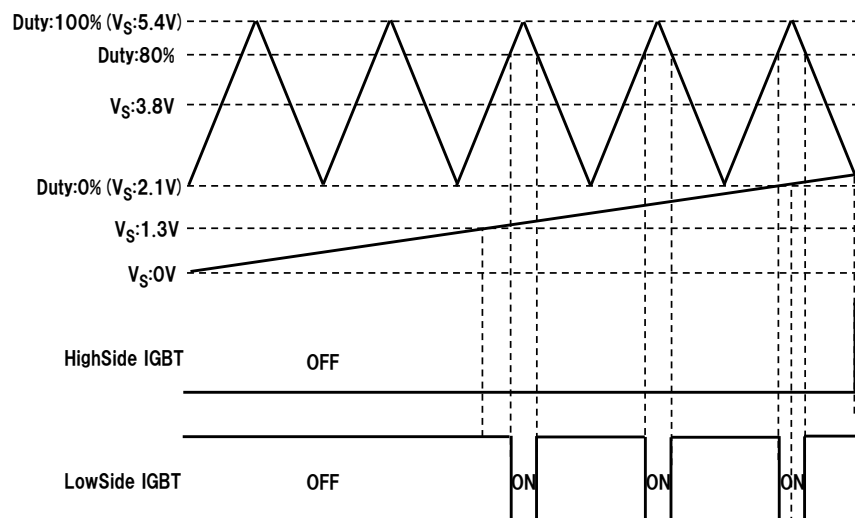 Duty:100% (VS:5.4V)
Duty:80%
VS:3.8V
Duty:0% (VS:2.1V)
VS:1.3V
VS:0V
HighSide IGBT OFF
LowSide IGBT OFF ON ON ON